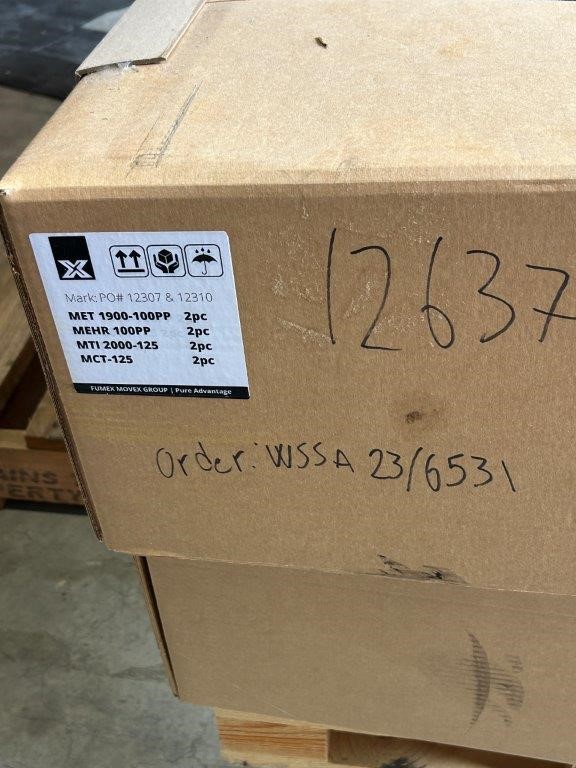 12637
Mark: PO# 12307 & 12310
MET 1900-100PP 2pc
MEHR 100PP 2pc
MTI 2000-125 2pc
MCT-125 2pc
FUMEX MOVEX GROUP | Pure Advantage
Order: WSSA 23/6531